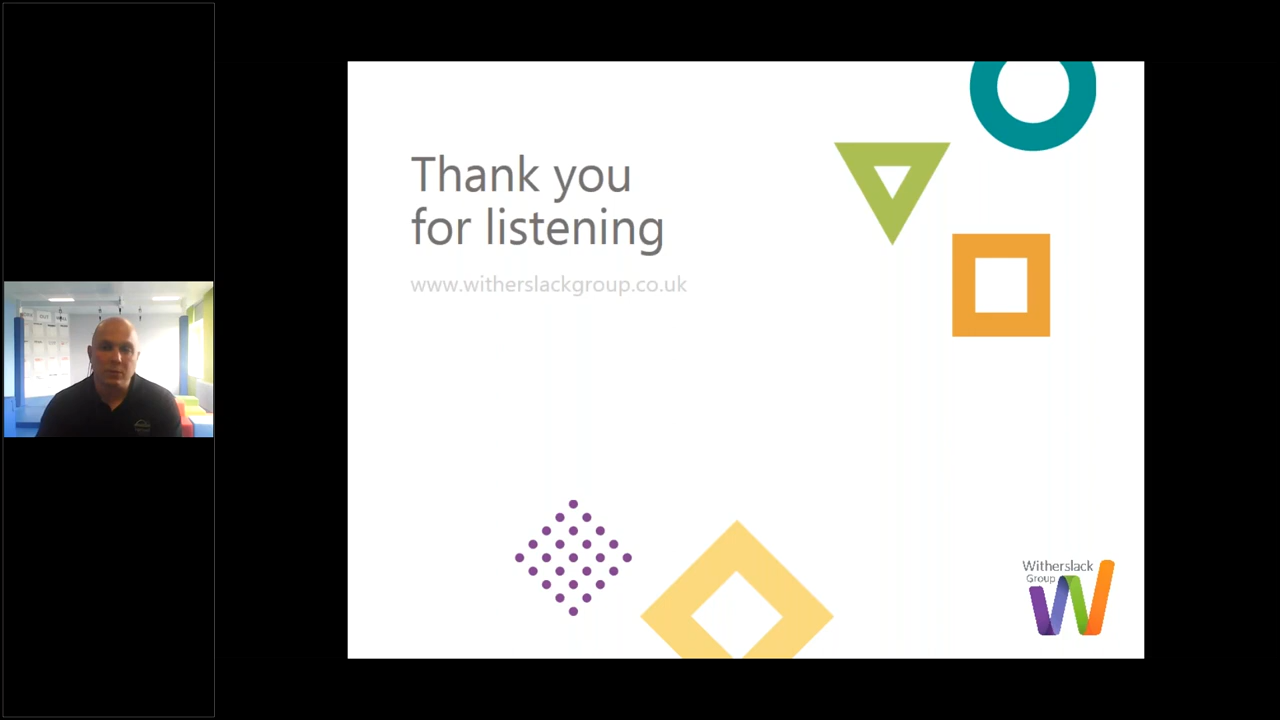 Thank you
for listening
www.witherslackgroup.co.uk
Witherslack
Group